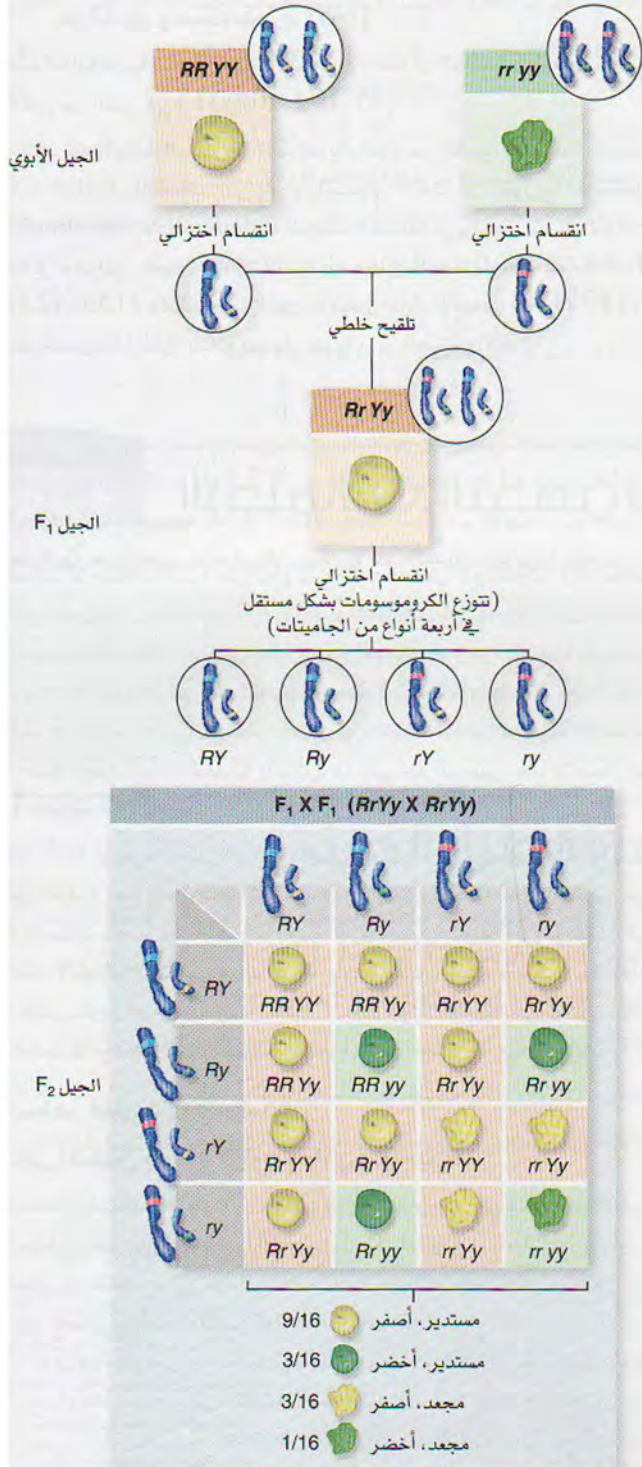 RR YY
rr yy
الجيل الأبوي
انقسام اختزالي
انقسام اختزالي
تلقيح خلطي
Rr Yy
الجيل F1
انقسام اختزالي
(تتوزع الكروموسومات بشكل مستقل
في أربعة أنواع من الجاميتات)
RY Ry rY ry
F1 X F1 (RrYy X RrYy)
RY Ry rY ry
RY RR YY RR Yy Rr YY Rr Yy
الجيل F2
Ry RR Yy RR yy Rr Yy Rr yy
rY Rr YY Rr Yy rr YY rr Yy
ry Rr Yy Rr yy rr Yy rr yy
مستدير، أصفر 9/16
مستدير، أخضر 3/16
مجعد، أصفر 3/16
مجعد، أخضر 1/16